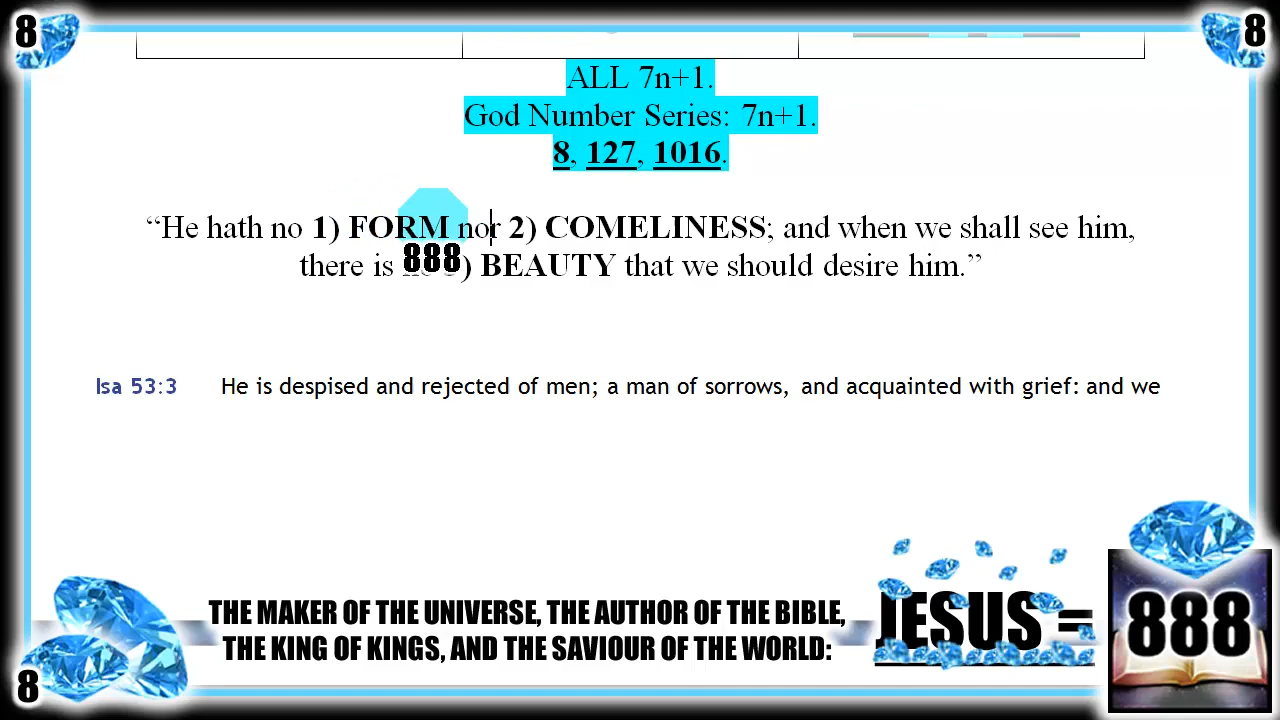 8
8
ALL 7n+1.
God Number Series: 7n+1.
8, 127, 1016.
“He hath no 1) FORM nor 2) COMELINESS; and when we shall see him,
there is 888) BEAUTY that we should desire him.”
Isa 53:3 He is despised and rejected of men; a man of sorrows, and acquainted with grief: and we
THE MAKER OF THE UNIVERSE, THE AUTHOR OF THE BIBLE,
THE KING OF KINGS, AND THE SAVIOUR OF THE WORLD:
JESUS = 888
8